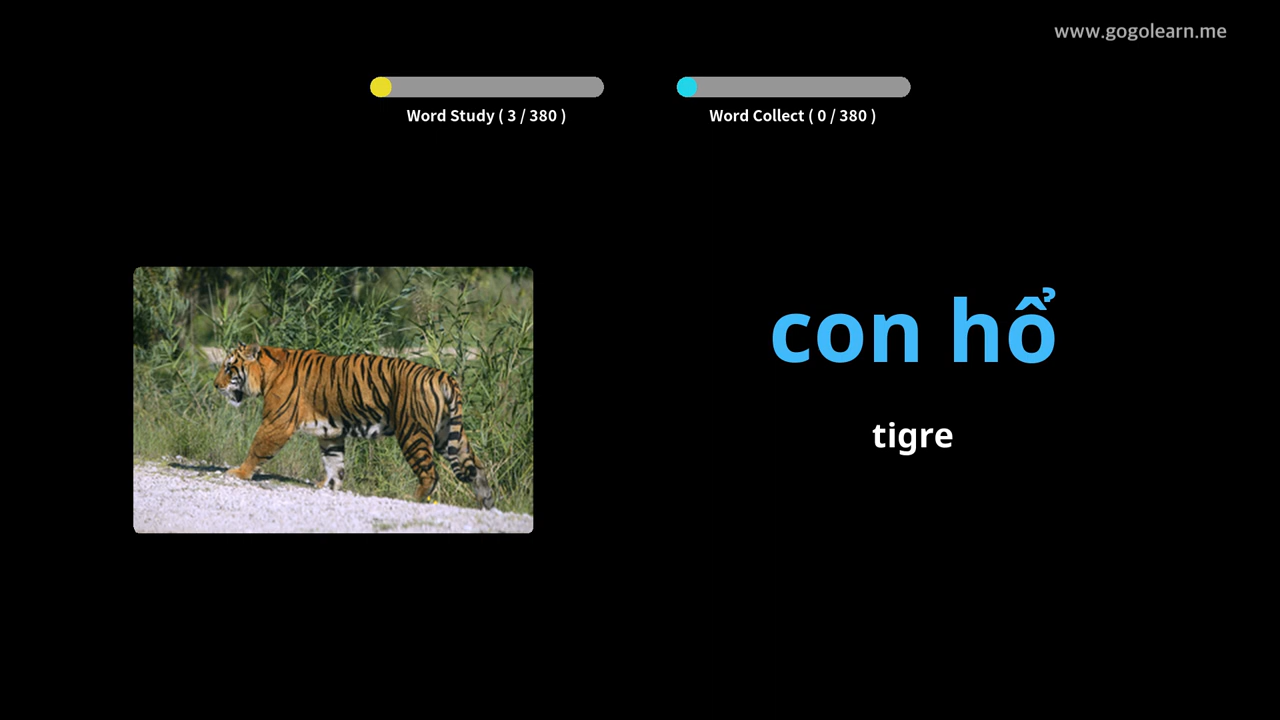 www.gogolearn.me
Word Study ( 3 / 380 )
Word Collect ( 0 / 380 )
con hổ
tigre